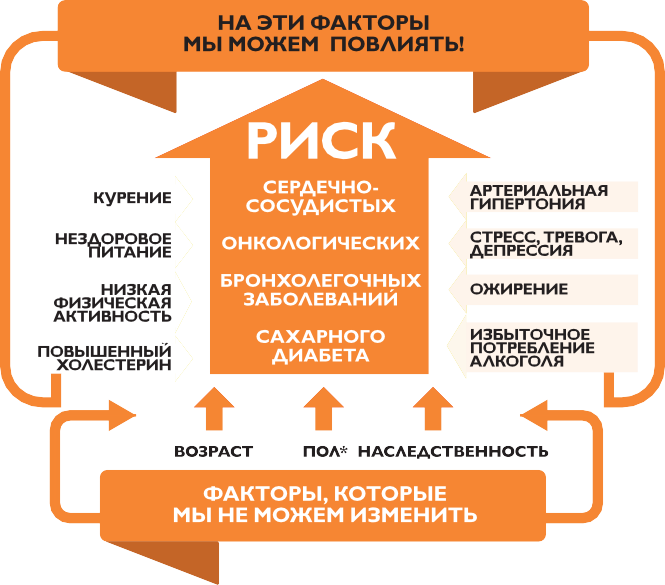 НА ЭТИ ФАКТОРЫ
МЫ МОЖЕМ ПОВЛИЯТЬ!
РИСК
СЕРДЕЧНО-
СОСУДИСТЫХ
ОНКОЛОГИЧЕСКИХ
БРОНХОЛЕГОЧНЫХ
ЗАБОЛЕВАНИЙ
САХАРНОГО
ДИАБЕТА
КУРЕНИЕ
НЕЗДОРОВОЕ
ПИТАНИЕ
НИЗКАЯ
ФИЗИЧЕСКАЯ
АКТИВНОСТЬ
ПОВЫШЕННЫЙ
ХОЛЕСТЕРИН
АРТЕРИАЛЬНАЯ
ГИПЕРТОНИЯ
СТРЕСС, ТРЕВОГА,
ДЕПРЕССИЯ
ОЖИРЕНИЕ
ИЗБЫТОЧНОЕ
ПОТРЕБЛЕНИЕ
АЛКОГОЛЯ
ВОЗРАСТ
ПОЛ*
НАСЛЕДСТВЕННОСТЬ
ФАКТОРЫ, КОТОРЫЕ
МЫ НЕ МОЖЕМ ИЗМЕНИТЬ